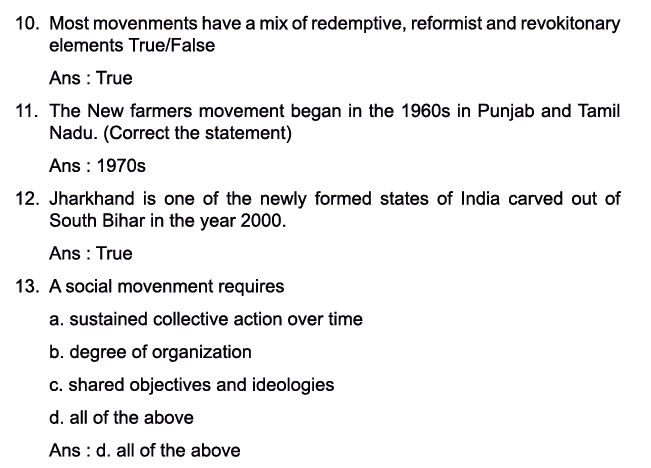 10. Most movenments have a mix of redemptive, reformist and revokitonary
elements True/False
Ans : True
11. The New farmers movement began in the 1960s in Punjab and Tamil
Nadu. (Correct the statement)
Ans : 1970s
12. Jharkhand is one of the newly formed states of India carved out of
South Bihar in the year 2000.
Ans : True
13. A social movenment requires
a. sustained collective action over time
b. degree of organization
c. shared objectives and ideologies
d. all of the above
Ans : d. all of the above